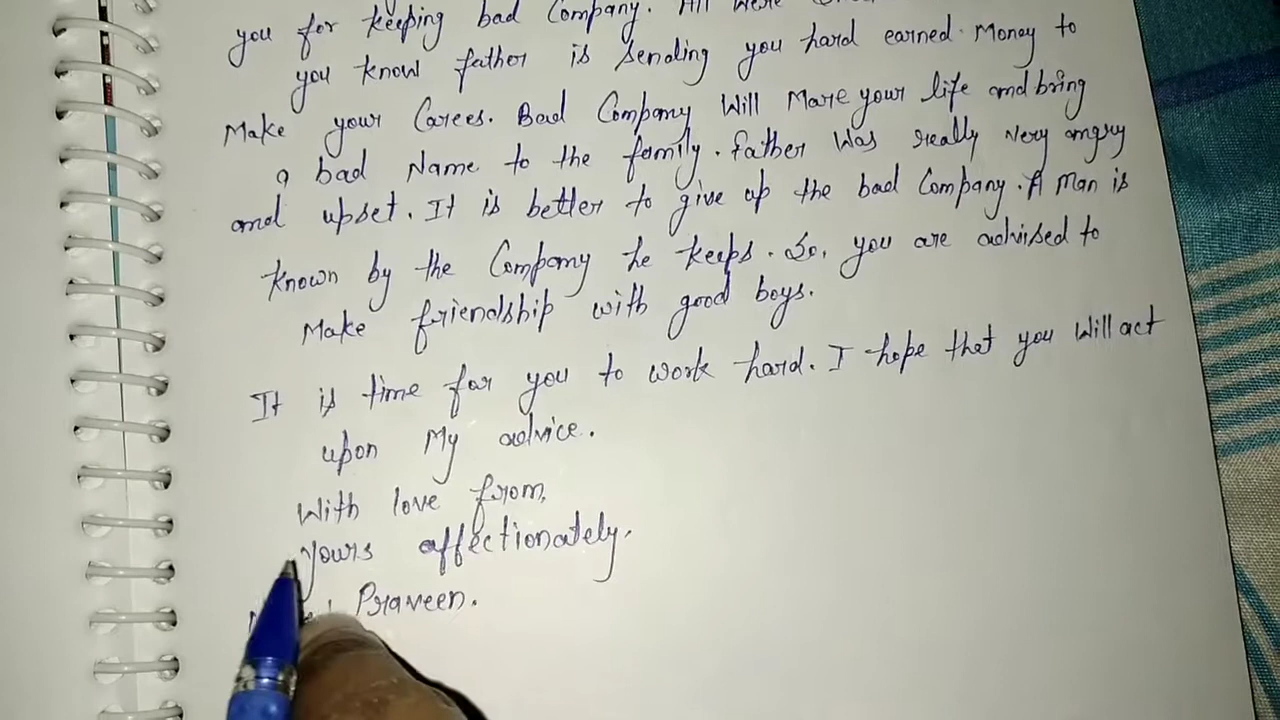 you for keeping bad Company. All were
you know father is sending you hard earned Money to
Make your Carees. Bad Company Will Mare your life and bring
a bad Name to the family. father Was really very angry
and upset. It is better to give up the bad Company. A Man is
known by the Company he keeps. So, you are advised to
Make friendship with good boys.
It is time for you to work hard. I hope that you Will act
upon My advice.
With love from,
yours affectionately.
Praveen.